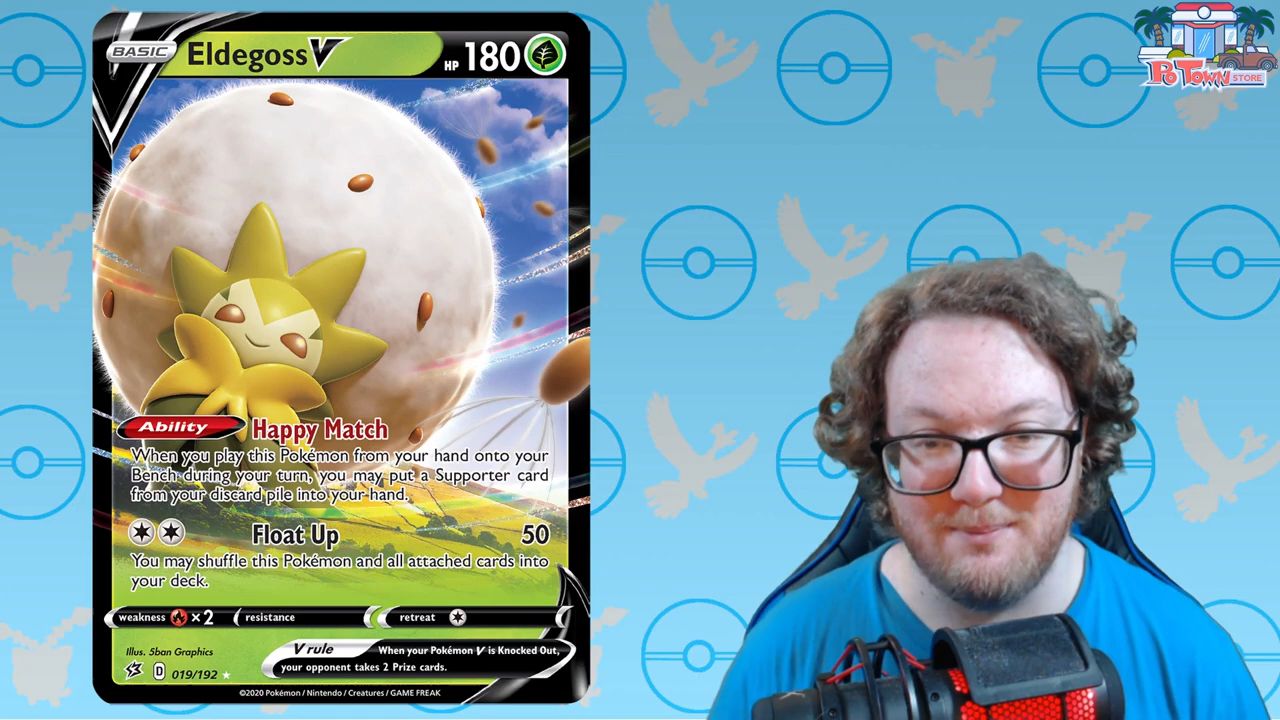 BASIC Eldegoss V HP 180
Ability Happy Match
When you play this Pokémon from your hand onto your
Bench during your turn, you may put a Supporter card
from your discard pile into your hand.
Float Up 50
You may shuffle this Pokémon and all attached cards into
your deck.
weakness ×2 resistance retreat
V rule When your Pokémon V is Knocked Out,
your opponent takes 2 Prize cards.
Illus. 5ban Graphics
D 019/192
©2020 Pokémon / Nintendo / Creatures / GAME FREAK
PoTown STORE